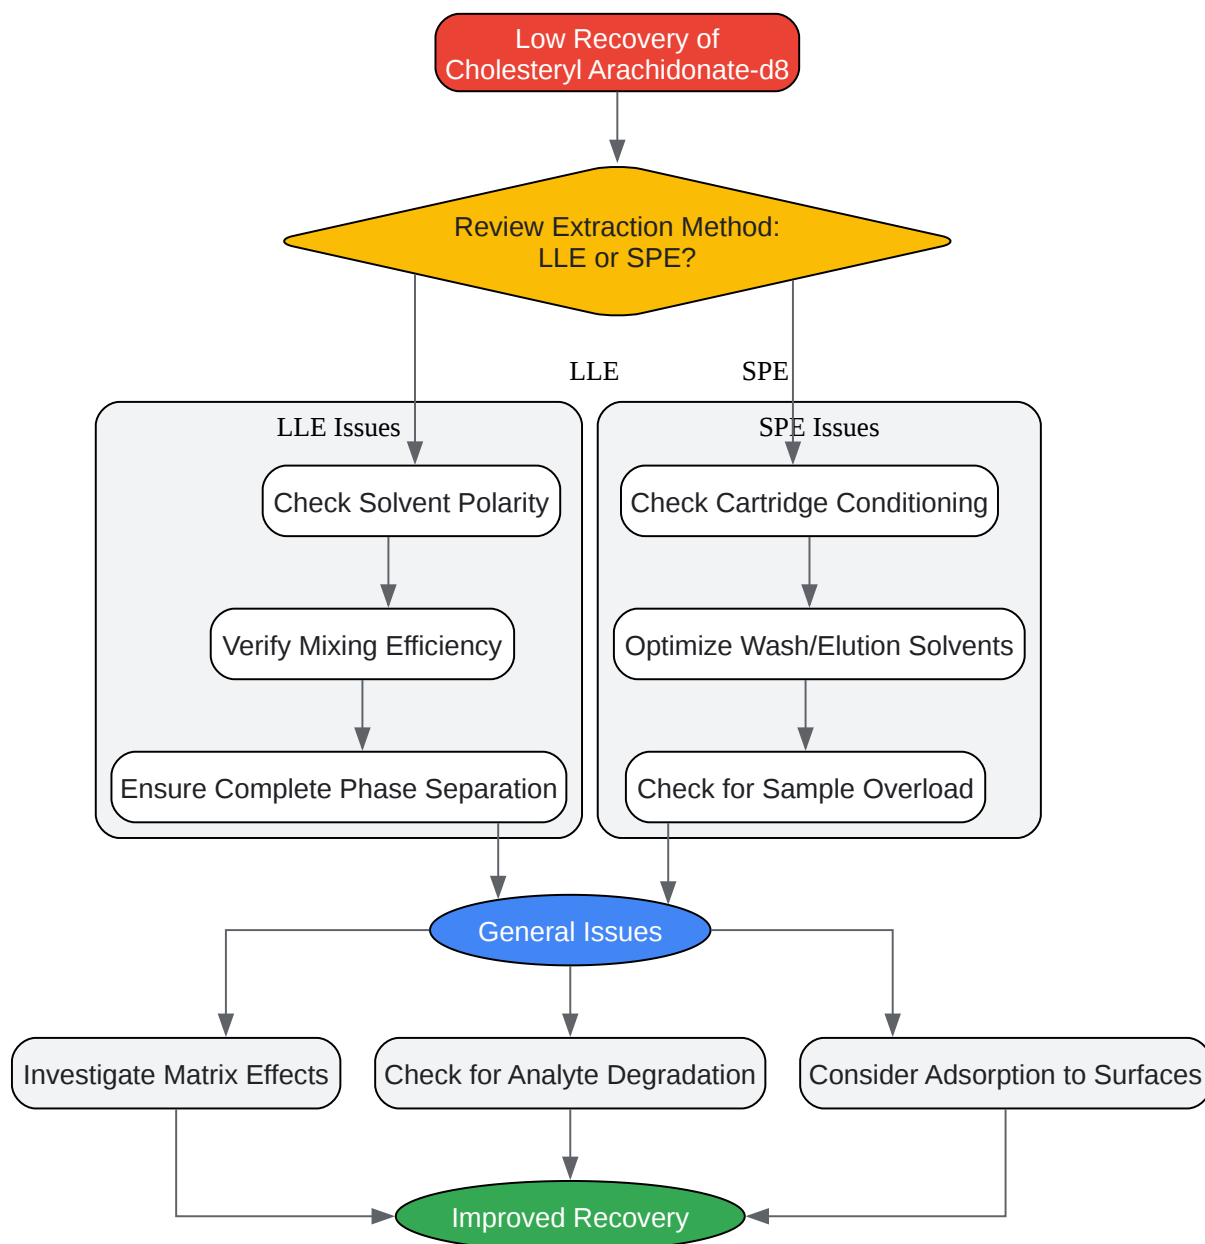 Low Recovery of
Cholesteryl Arachidonate-d8
Review Extraction Method:
LLE or SPE?
LLE
SPE
LLE Issues
SPE Issues
Check Solvent Polarity
Check Cartridge Conditioning
Verify Mixing Efficiency
Optimize Wash/Elution Solvents
Ensure Complete Phase Separation
Check for Sample Overload
General Issues
Investigate Matrix Effects
Check for Analyte Degradation
Consider Adsorption to Surfaces
Improved Recovery